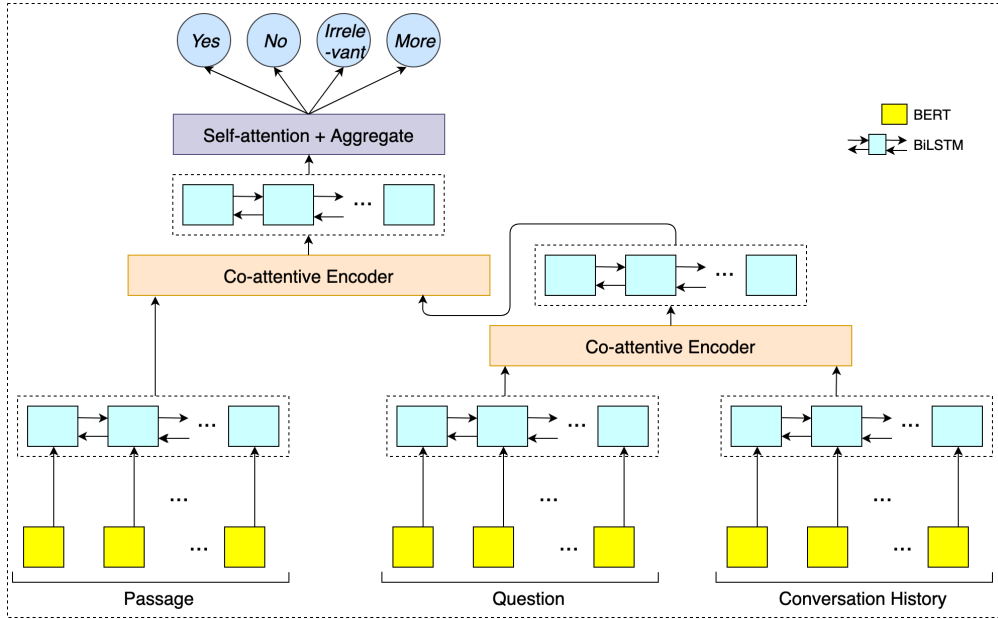 Yes
No
Irrele
-vant
More
Self-attention + Aggregate
BERT
BiLSTM
...
Co-attentive Encoder
...
Co-attentive Encoder
...
...
...
...
...
...
...
...
...
Passage
Question
Conversation History